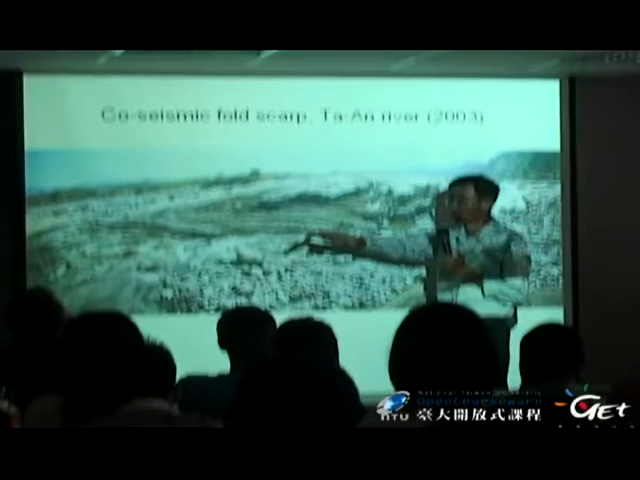 Co-seismic fold scarp, Ta-An river (2003)
National Taiwan University
OpenCourseware
NTU 臺大開放式課程
GET